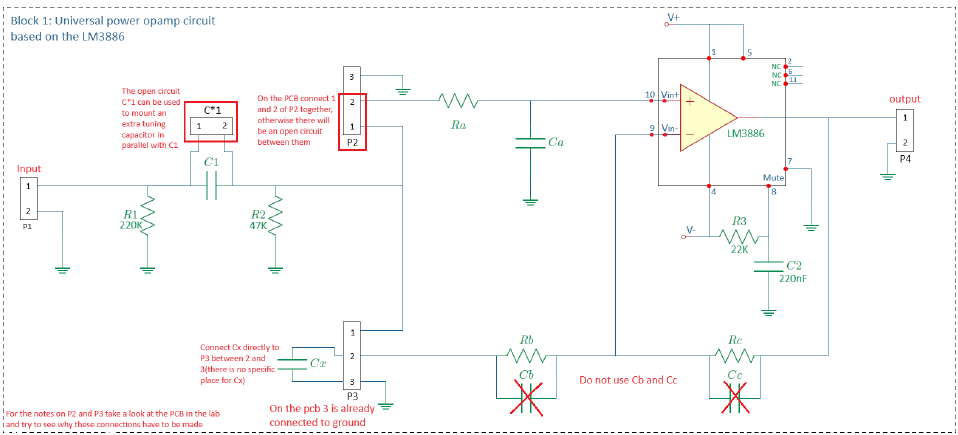 Block 1: Universal power opamp circuit
based on the LM3886
V+
1
5
NC 2
NC 6
NC 11
The open circuit
C*1 can be used
to mount an
extra tuning
capacitor in
parallel with C1
C*1
1 2
On the PCB connect 1
and 2 of P2 together,
otherwise there will
be an open circuit
between them
3
2
1
P2
Ra
Ca
10 Vin+
9 Vin-
+
−
LM3886
output
1
2
P4
7
Mute
4
8
C1
Input
1
2
P1
R1
220K
R2
47K
V-
R3
22K
C2
220nF
Connect Cx directly to
P3 between 2 and
3(there is no specific
place for Cx)
Cx
1
2
3
P3
Rb
Cb
Do not use Cb and Cc
Rc
Cc
On the pcb 3 is already
connected to ground
For the notes on P2 and P3 take a look at the PCB in the lab
and try to see why these connections have to be made